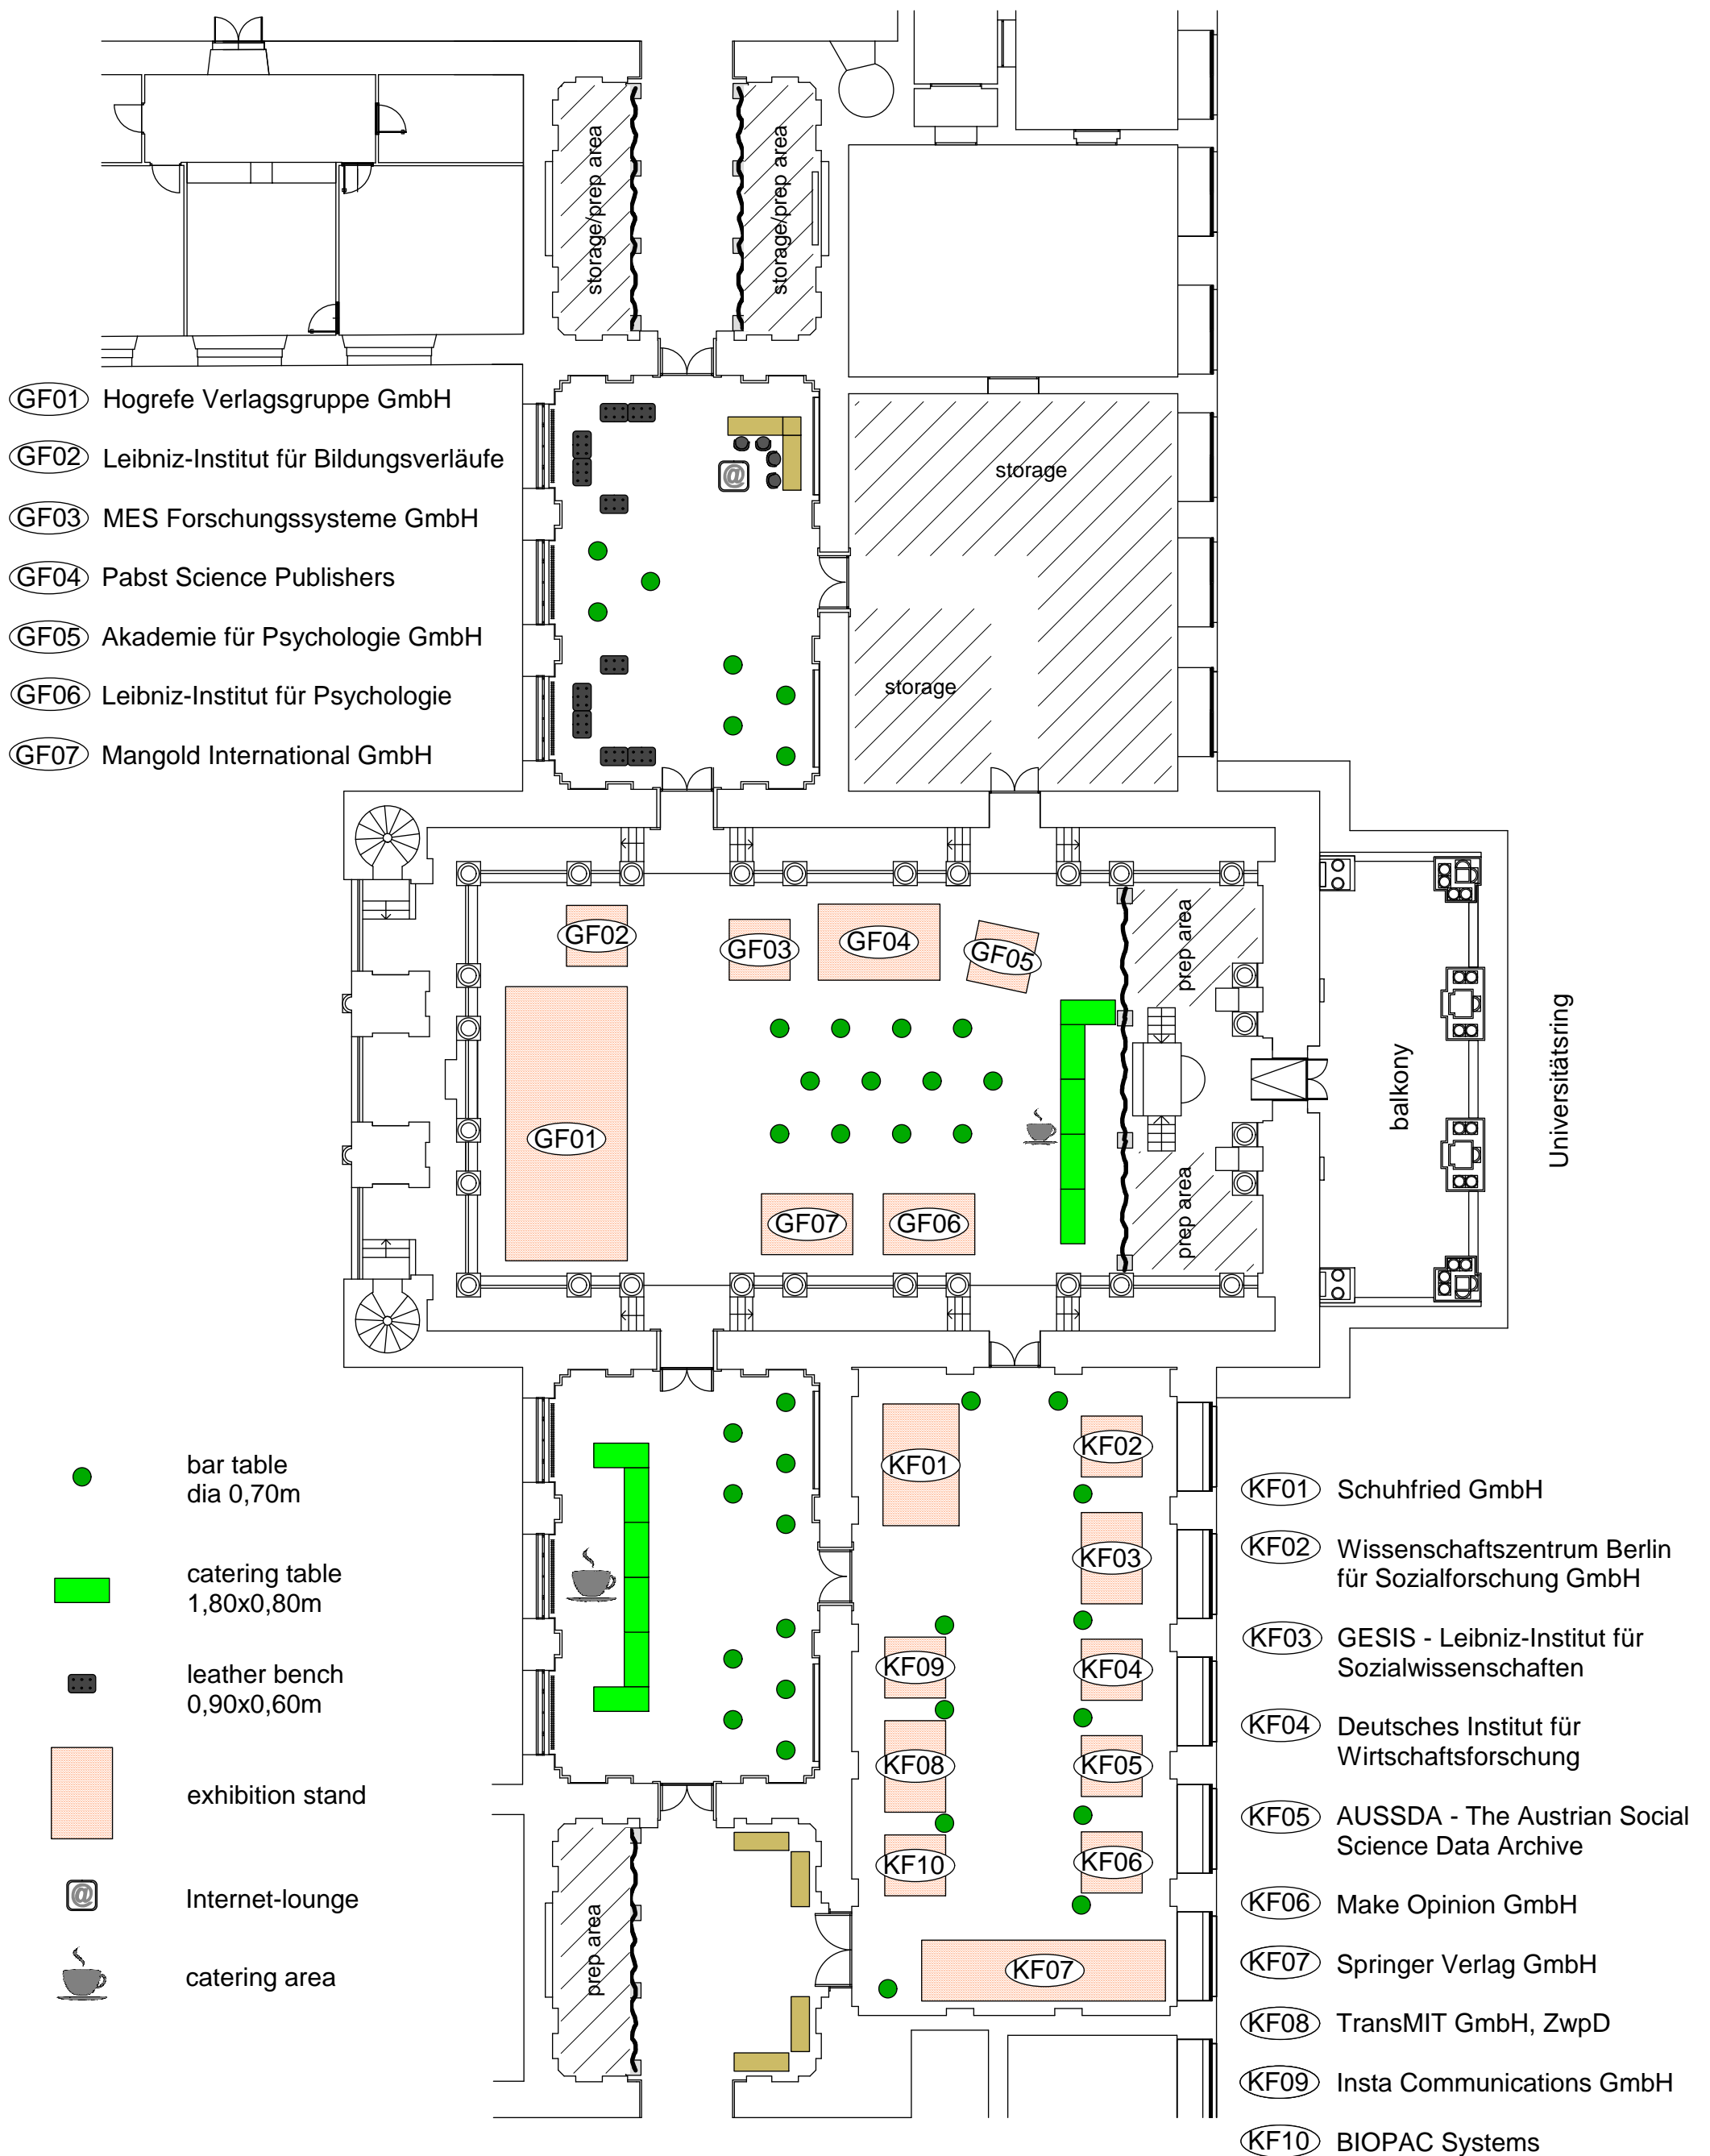 storage/prep area
storage/prep area
GF01 Hogrefe Verlagsgruppe GmbH
GF02 Leibniz-Institut für Bildungsverläufe
GF03 MES Forschungssysteme GmbH
GF04 Pabst Science Publishers
GF05 Akademie für Psychologie GmbH
GF06 Leibniz-Institut für Psychologie
GF07 Mangold International GmbH
@
storage
storage
GF02
GF03
GF04
GF05
prep area
GF01
GF07
GF06
prep area
balkony
Universitätsring
bar table
dia 0,70m
catering table
1,80x0,80m
leather bench
0,90x0,60m
exhibition stand
@
Internet-lounge
catering area
prep area
KF01
KF02
KF03
KF09
KF04
KF08
KF05
KF10
KF06
KF07
KF01 Schuhfried GmbH
KF02 Wissenschaftszentrum Berlin
für Sozialforschung GmbH
KF03 GESIS - Leibniz-Institut für
Sozialwissenschaften
KF04 Deutsches Institut für
Wirtschaftsforschung
KF05 AUSSDA - The Austrian Social
Science Data Archive
KF06 Make Opinion GmbH
KF07 Springer Verlag GmbH
KF08 TransMIT GmbH, ZwpD
KF09 Insta Communications GmbH
KF10 BIOPAC Systems